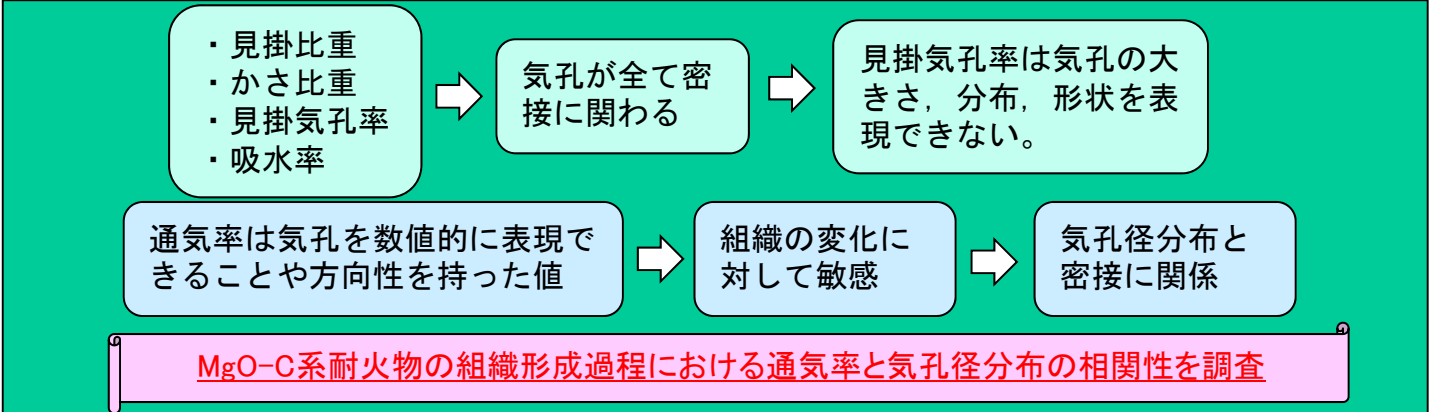 ・見掛比重
・かさ比重
・見掛気孔率
・吸水率
気孔が全て密
接に関わる
見掛気孔率は気孔の大
きさ，分布，形状を表
現できない。
通気率は気孔を数値的に表現で
きることや方向性を持った値
組織の変化に
対して敏感
気孔径分布と
密接に関係
MgO-C系耐火物の組織形成過程における通気率と気孔径分布の相関性を調査